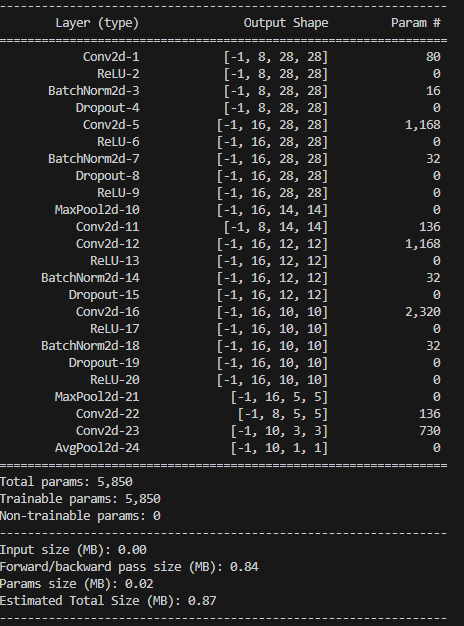 ----------------------------------------------------------------
Layer (type) Output Shape Param #
================================================================
Conv2d-1 [-1, 8, 28, 28] 80
ReLU-2 [-1, 8, 28, 28] 0
BatchNorm2d-3 [-1, 8, 28, 28] 16
Dropout-4 [-1, 8, 28, 28] 0
Conv2d-5 [-1, 16, 28, 28] 1,168
ReLU-6 [-1, 16, 28, 28] 0
BatchNorm2d-7 [-1, 16, 28, 28] 32
Dropout-8 [-1, 16, 28, 28] 0
ReLU-9 [-1, 16, 28, 28] 0
MaxPool2d-10 [-1, 16, 14, 14] 0
Conv2d-11 [-1, 8, 14, 14] 136
Conv2d-12 [-1, 16, 12, 12] 1,168
ReLU-13 [-1, 16, 12, 12] 0
BatchNorm2d-14 [-1, 16, 12, 12] 32
Dropout-15 [-1, 16, 12, 12] 0
Conv2d-16 [-1, 16, 10, 10] 2,320
ReLU-17 [-1, 16, 10, 10] 0
BatchNorm2d-18 [-1, 16, 10, 10] 32
Dropout-19 [-1, 16, 10, 10] 0
ReLU-20 [-1, 16, 10, 10] 0
MaxPool2d-21 [-1, 16, 5, 5] 0
Conv2d-22 [-1, 8, 5, 5] 136
Conv2d-23 [-1, 10, 3, 3] 730
AvgPool2d-24 [-1, 10, 1, 1] 0
================================================================
Total params: 5,850
Trainable params: 5,850
Non-trainable params: 0
----------------------------------------------------------------
Input size (MB): 0.00
Forward/backward pass size (MB): 0.84
Params size (MB): 0.02
Estimated Total Size (MB): 0.87
----------------------------------------------------------------